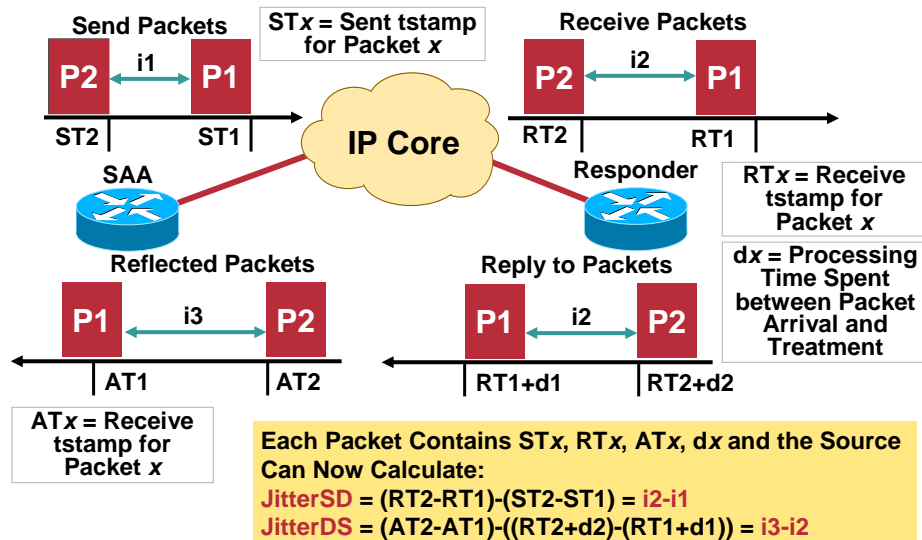 Send Packets
P2
i1
P1
ST2
ST1
STx = Sent tstamp
for Packet x
Receive Packets
P2
i2
P1
RT2
RT1
IP Core
SAA
Responder
RTx = Receive
tstamp for
Packet x
Reflected Packets
P1
i3
P2
AT1
AT2
Reply to Packets
P1
i2
P2
RT1+d1
RT2+d2
dx = Processing
Time Spent
between Packet
Arrival and
Treatment
ATx = Receive
tstamp for
Packet x
Each Packet Contains STx, RTx, ATx, dx and the Source
Can Now Calculate:
JitterSD = (RT2-RT1)-(ST2-ST1) = i2-i1
JitterDS = (AT2-AT1)-((RT2+d2)-(RT1+d1)) = i3-i2